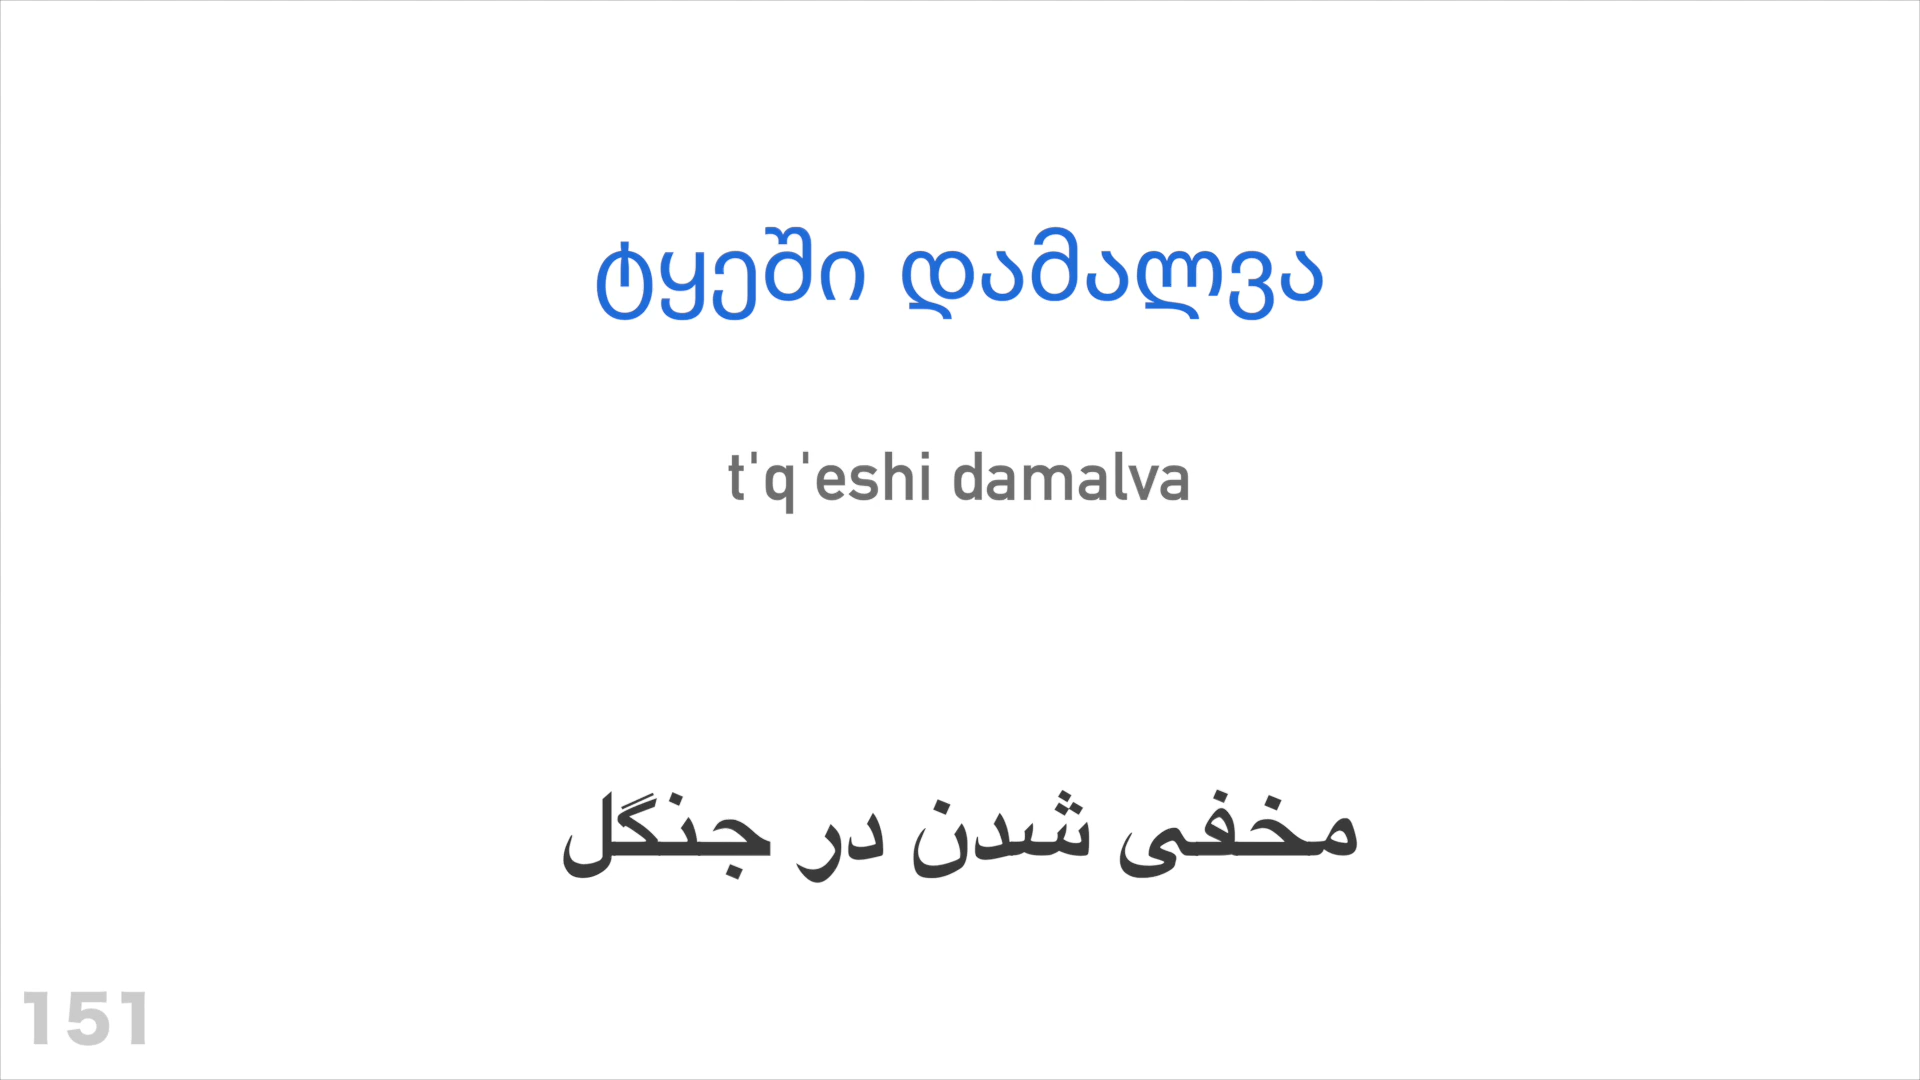 ტყეში დამალვა
t'q'eshi damalva
مخفی شدن در جنگل
151